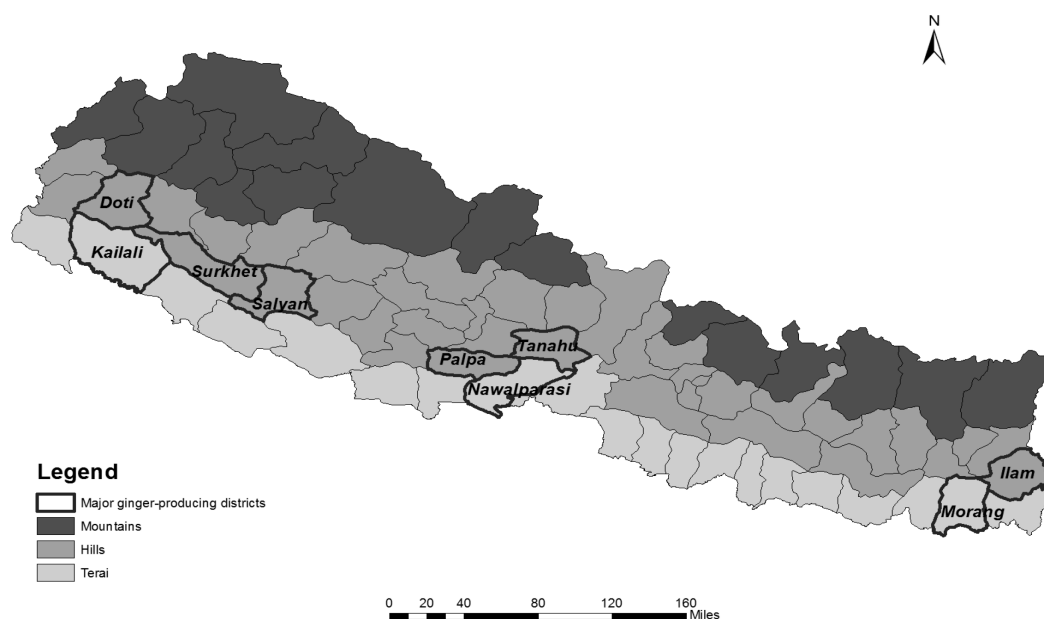 N
Doti
Kailali
Surkhet
Salyan
Tanahu
Palpa
Nawalparasi
Ilam
Morang
Legend
Major ginger-producing districts
Mountains
Hills
Terai
0 20 40 80 120 160
Miles